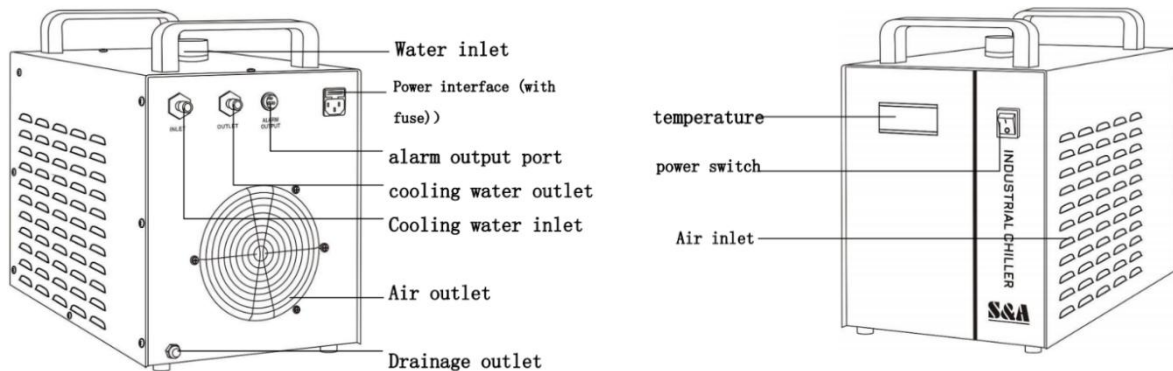 Water inlet
Power interface (with
fuse))
INLET
OUTLET
ALARM
OUTPUT
alarm output port
cooling water outlet
Cooling water inlet
Air outlet
Drainage outlet
temperature
power switch
Air inlet
INDUSTRIAL CHILLER
S&A